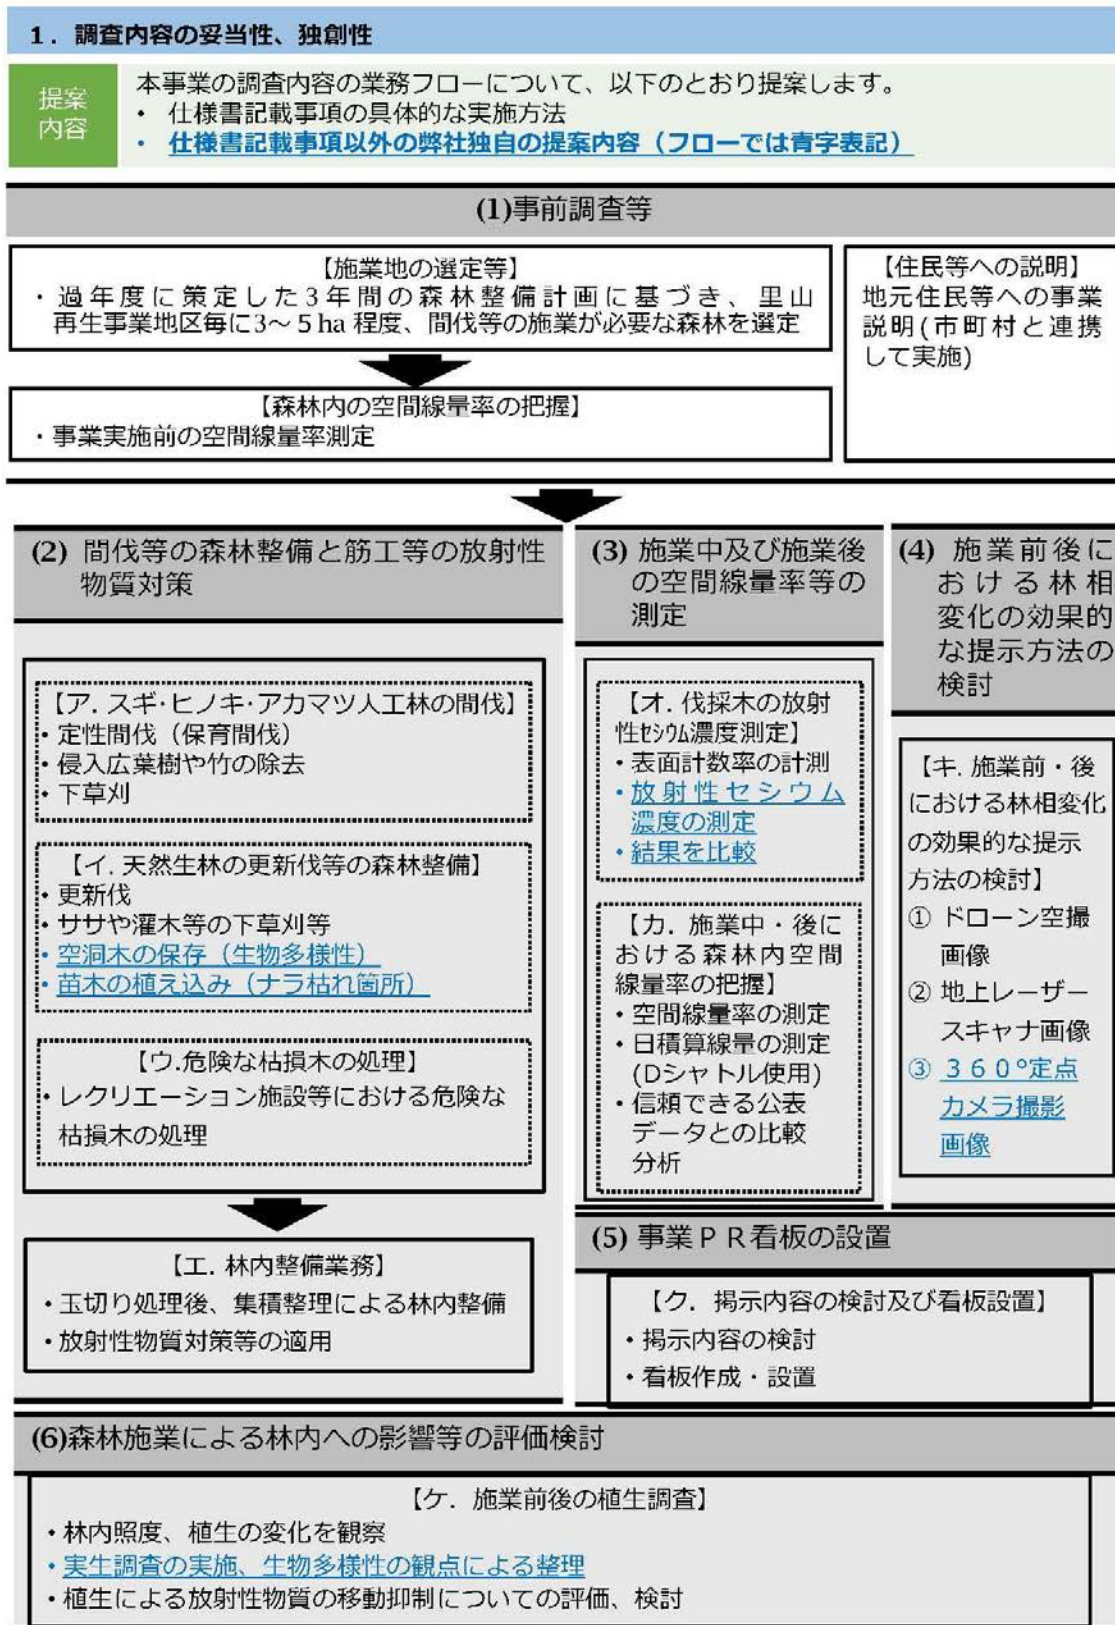 1．調査内容の妥当性、独創性
提案
内容
本事業の調査内容の業務フローについて、以下のとおり提案します。
• 仕様書記載事項の具体的な実施方法
• 仕様書記載事項以外の弊社独自の提案内容（フローでは青字表記）
(1)事前調査等
【施業地の選定等】
・過年度に策定した3年間の森林整備計画に基づき、里山
再生事業地区毎に3～5 ha 程度、間伐等の施業が必要な森林を選定
【森林内の空間線量率の把握】
・事業実施前の空間線量率測定
【住民等への説明】
地元住民等への事業
説明(市町村と連携
して実施)
(2) 間伐等の森林整備と筋工等の放射性
物質対策
【ア. スギ･ヒノキ･アカマツ人工林の間伐】
・定性間伐（保育間伐）
・侵入広葉樹や竹の除去
・下草刈
【イ. 天然生林の更新伐等の森林整備】
・更新伐
・ササや灌木等の下草刈等
・空洞木の保存（生物多様性）
・苗木の植え込み（ナラ枯れ箇所）
【ウ.危険な枯損木の処理】
・レクリエーション施設等における危険な
枯損木の処理
【エ. 林内整備業務】
・玉切り処理後、集積整理による林内整備
・放射性物質対策等の適用
(3) 施業中及び施業後
の空間線量率等の
測定
【オ. 伐採木の放射
性ｾｼｳﾑ濃度測定】
・表面計数率の計測
・放射性セシウム
濃度の測定
・結果を比較
【カ. 施業中・後に
おける森林内空間
線量率の把握】
・空間線量率の測定
・日積算線量の測定
(Dシャトル使用)
・信頼できる公表
データとの比較
分析
(4) 施業前後に
おける林相
変化の効果的
な提示方法の
検討
【キ. 施業前・後
における林相変化
の効果的な提示
方法の検討】
① ドローン空撮
画像
② 地上レーザー
スキャナ画像
③ 360°定点
カメラ撮影
画像
(5) 事業PR看板の設置
【ク. 掲示内容の検討及び看板設置】
・掲示内容の検討
・看板作成・設置
(6)森林施業による林内への影響等の評価検討
【ケ. 施業前後の植生調査】
・林内照度、植生の変化を観察
・実生調査の実施、生物多様性の観点による整理
・植生による放射性物質の移動抑制についての評価、検討